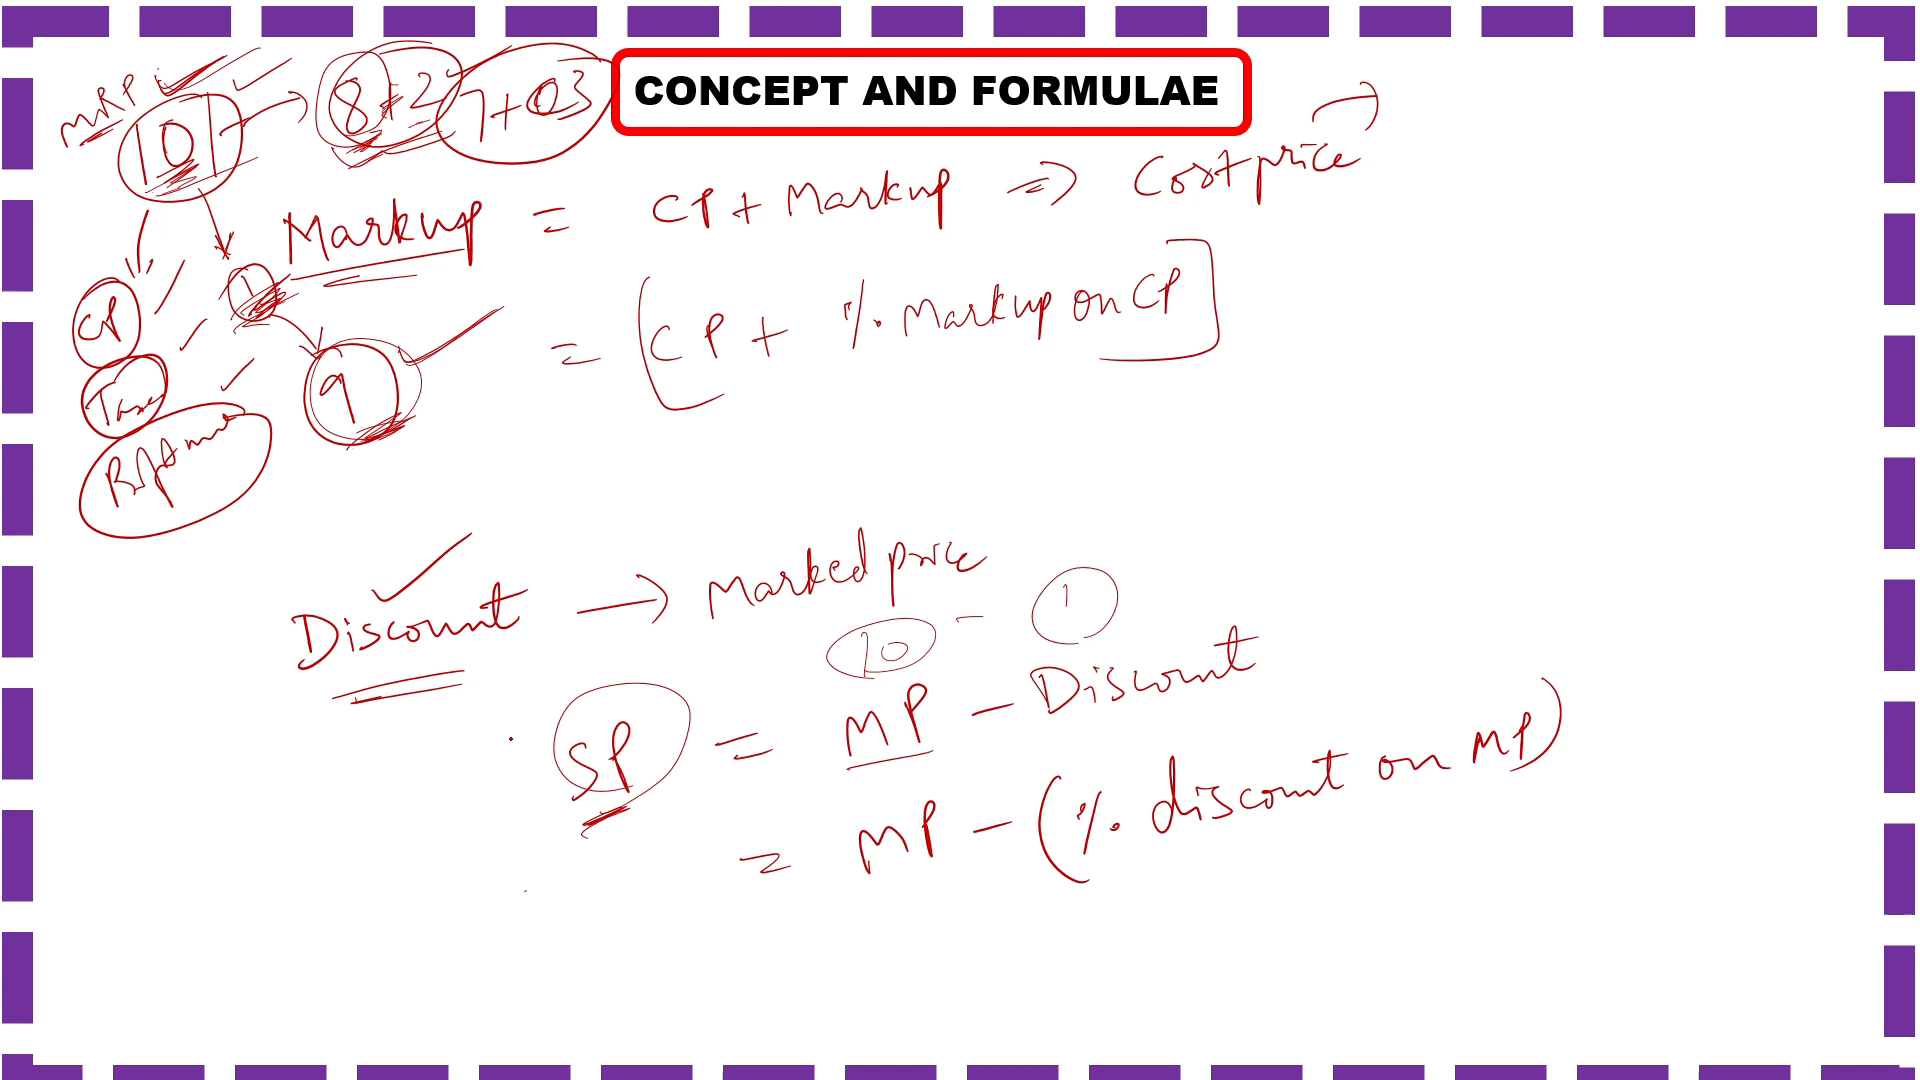 CONCEPT AND FORMULAE
MRP
10 → 8+2 7+03
Markup = CP + Markup ⇒ Cost price
1
CP
= [CP + % Markup on CP]
9
Tax
Discount → Marked price
10 - 1
SP = MP - Discount
= MP - (% discount on MP)